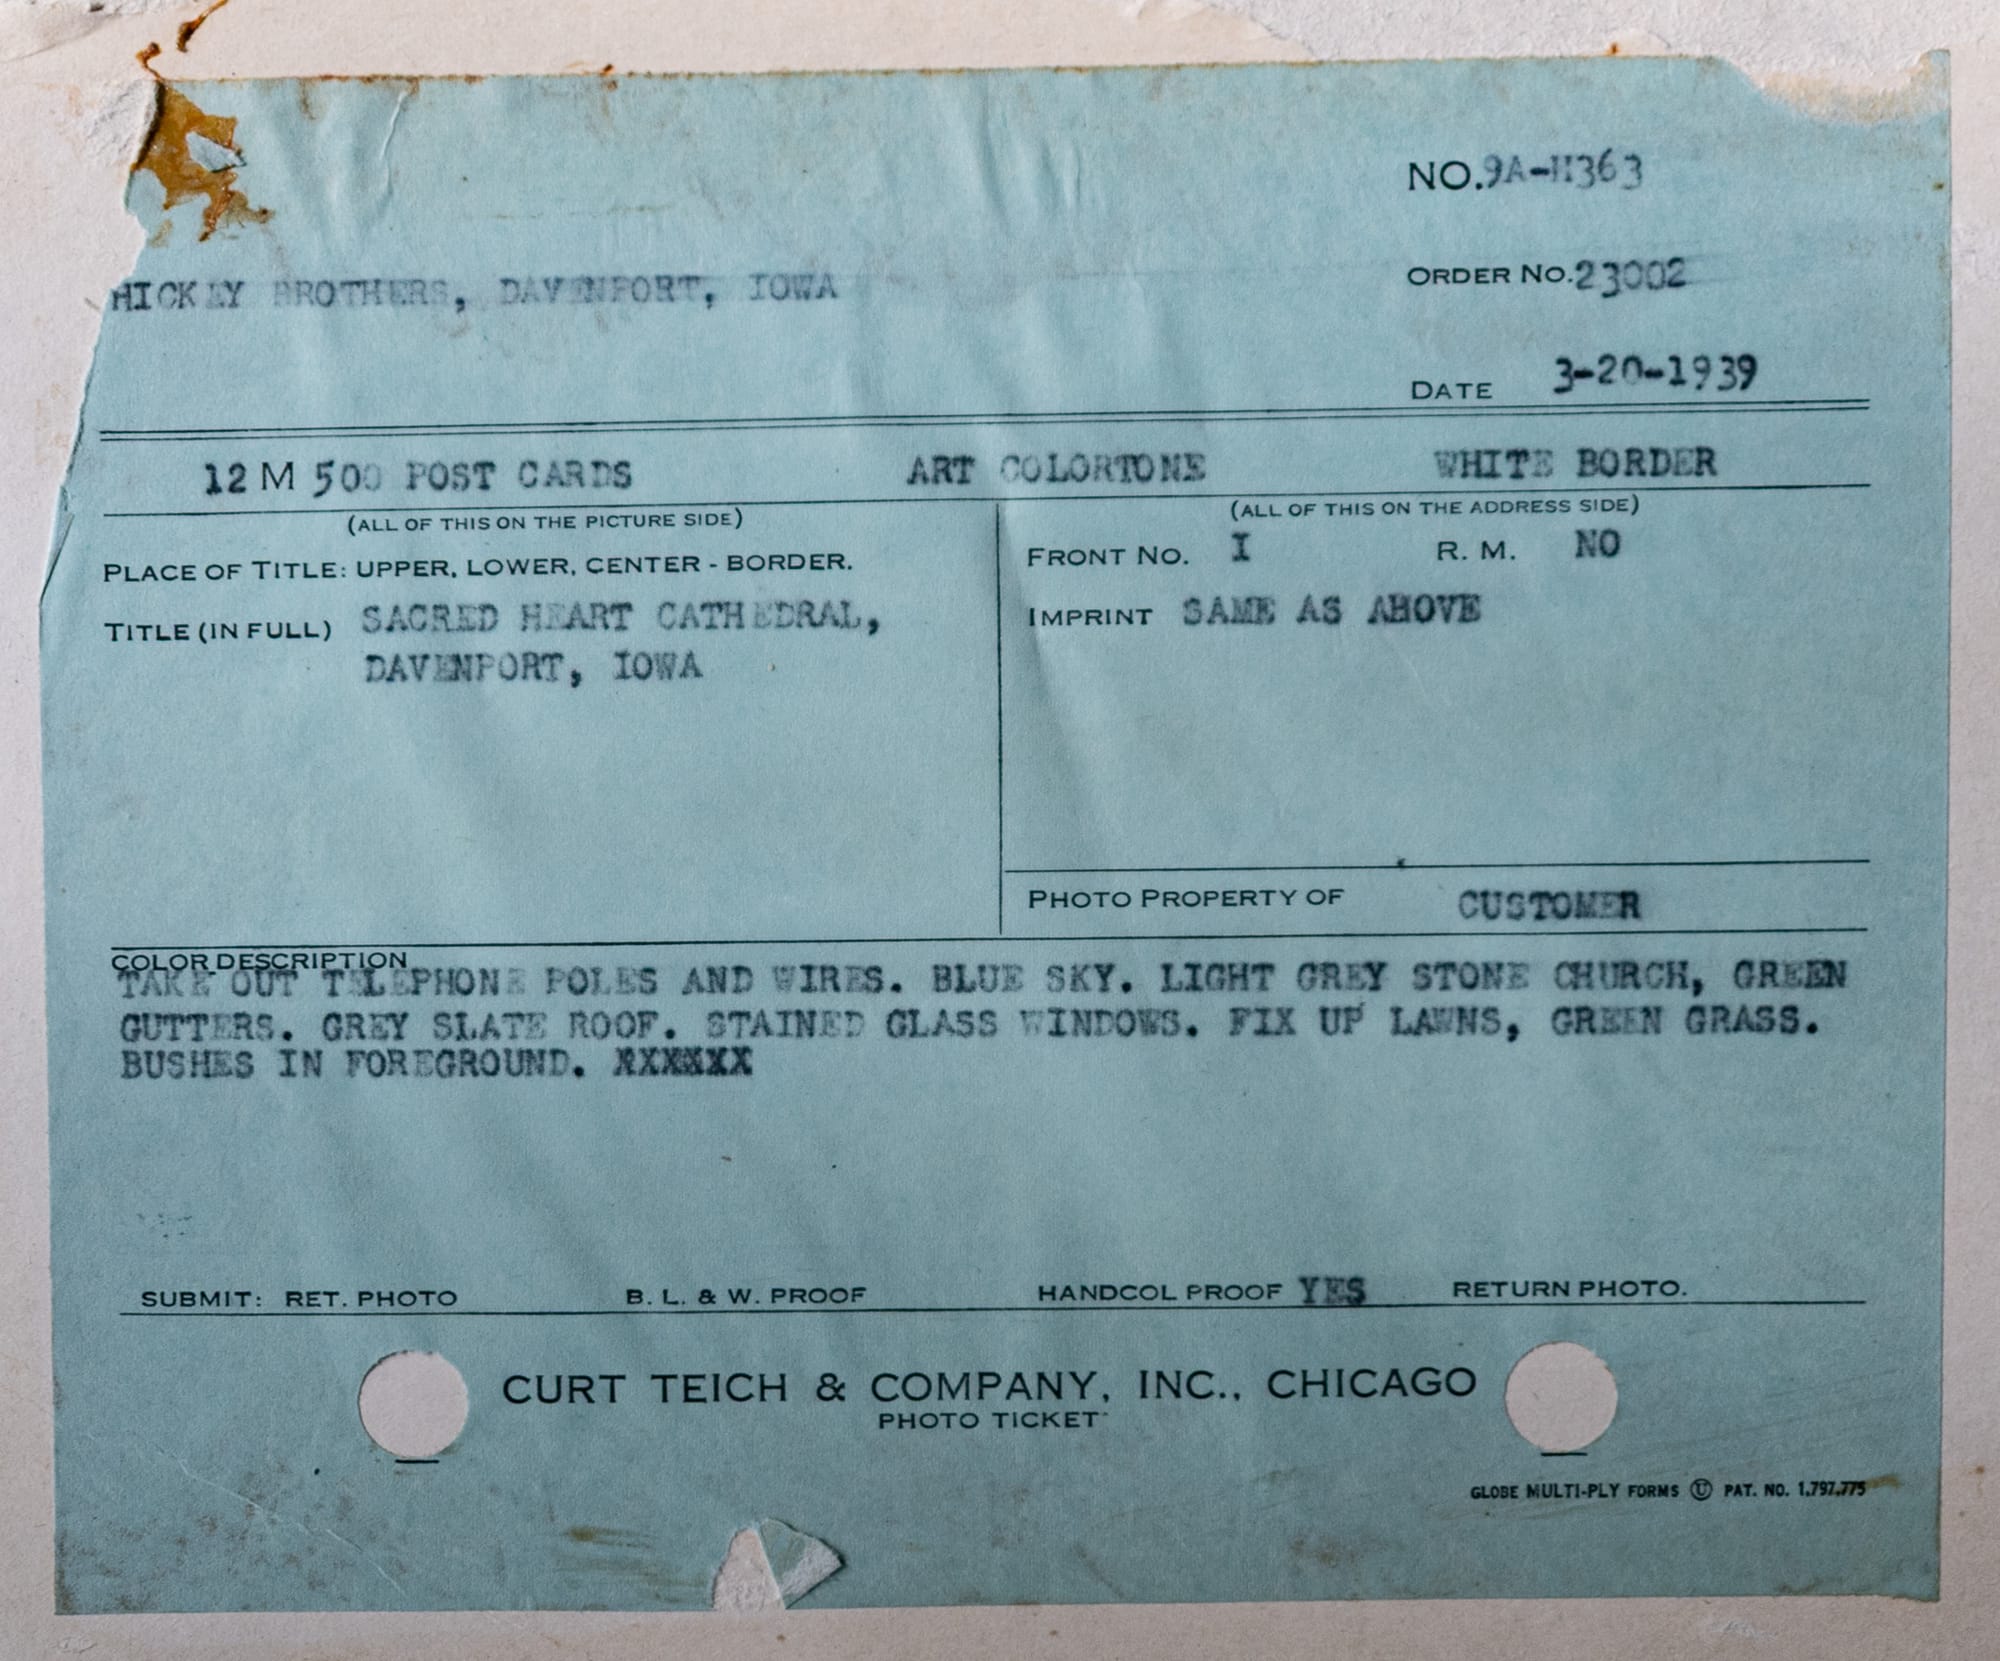 NO. 9A-H363
HICKEY BROTHERS, DAVENPORT, IOWA
ORDER NO. 23002
DATE 3-20-1939
12 M 500 POST CARDS ART COLORTONE WHITE BORDER
(ALL OF THIS ON THE PICTURE SIDE)
PLACE OF TITLE: UPPER, LOWER, CENTER - BORDER.
TITLE (IN FULL) SACRED HEART CATHEDRAL,
DAVENPORT, IOWA
(ALL OF THIS ON THE ADDRESS SIDE)
FRONT NO. I R. M. NO
IMPRINT SAME AS ABOVE
PHOTO PROPERTY OF CUSTOMER
COLOR DESCRIPTION
TAKE OUT TELEPHONE POLES AND WIRES. BLUE SKY. LIGHT GREY STONE CHURCH, GREEN
GUTTERS. GREY SLATE ROOF. STAINED GLASS WINDOWS. FIX UP LAWNS, GREEN GRASS.
BUSHES IN FOREGROUND. XXXXXX
SUBMIT: RET. PHOTO B. L. & W. PROOF HANDCOL PROOF YES RETURN PHOTO.
CURT TEICH & COMPANY, INC., CHICAGO
PHOTO TICKET
GLOBE MULTI-PLY FORMS Ⓤ PAT. NO. 1,797,775